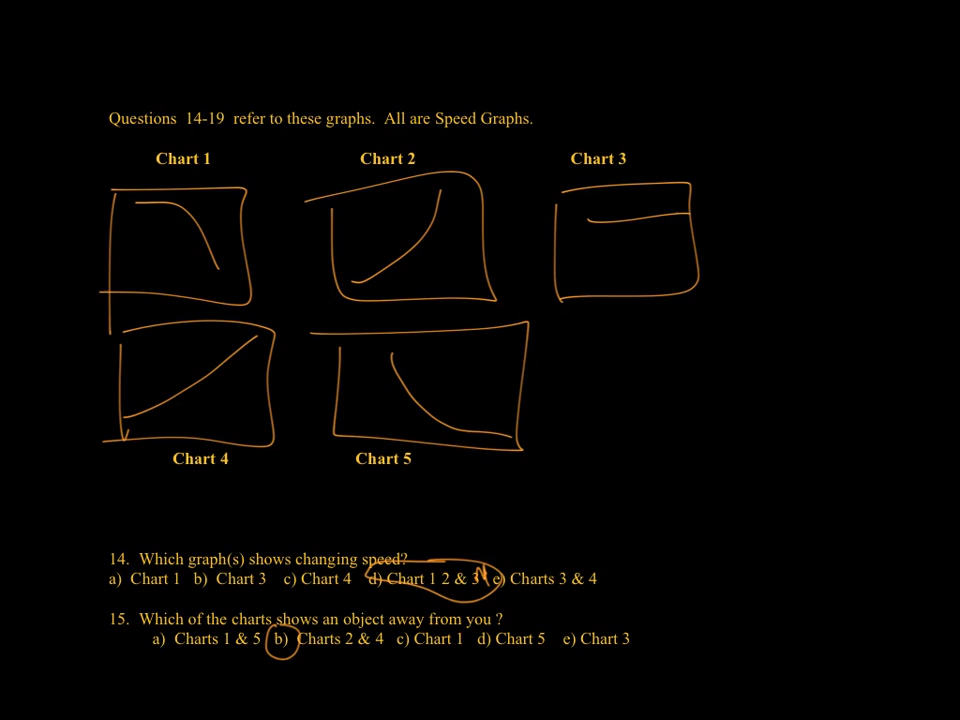 Questions 14-19 refer to these graphs. All are Speed Graphs.
Chart 1 Chart 2 Chart 3
Chart 4 Chart 5
14. Which graph(s) shows changing speed?
a) Chart 1 b) Chart 3 c) Chart 4 d) Chart 1 2 & 3 e) Charts 3 & 4
15. Which of the charts shows an object away from you ?
a) Charts 1 & 5 b) Charts 2 & 4 c) Chart 1 d) Chart 5 e) Chart 3